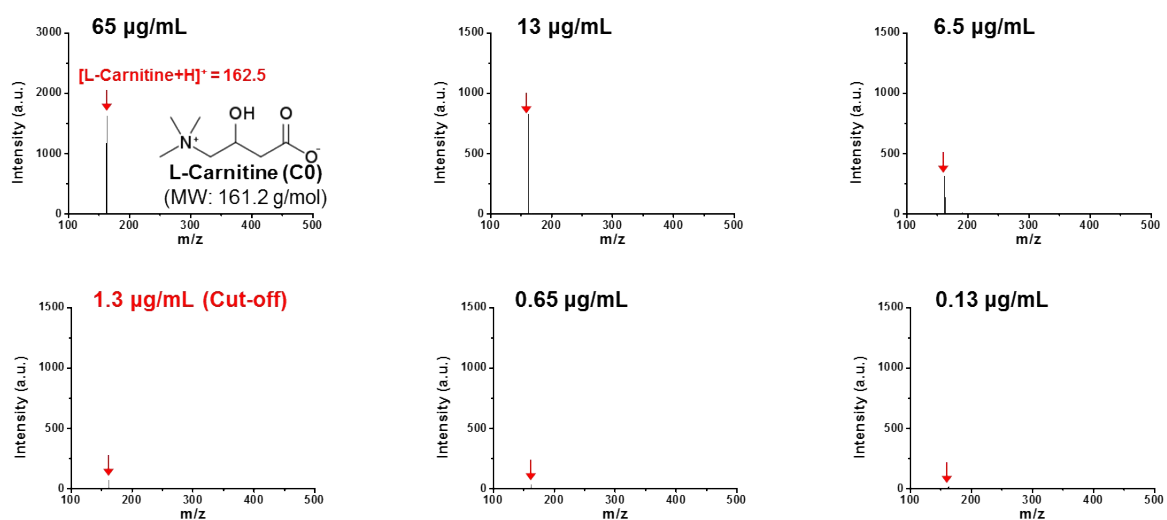 65 µg/mL
3000
2000
1000
0
Intensity (a.u.)
[L-Carnitine+H]⁺ = 162.5
OH
O
N⁺
O⁻
L-Carnitine (C0)
(MW: 161.2 g/mol)
100 200 300 400 500
m/z
13 µg/mL
1500
1000
500
0
Intensity (a.u.)
100 200 300 400 500
m/z
6.5 µg/mL
1500
1000
500
0
Intensity (a.u.)
100 200 300 400 500
m/z
1.3 µg/mL (Cut-off)
1500
1000
500
0
Intensity (a.u.)
100 200 300 400 500
m/z
0.65 µg/mL
1500
1000
500
0
Intensity (a.u.)
100 200 300 400 500
m/z
0.13 µg/mL
1500
1000
500
0
Intensity (a.u.)
100 200 300 400 500
m/z